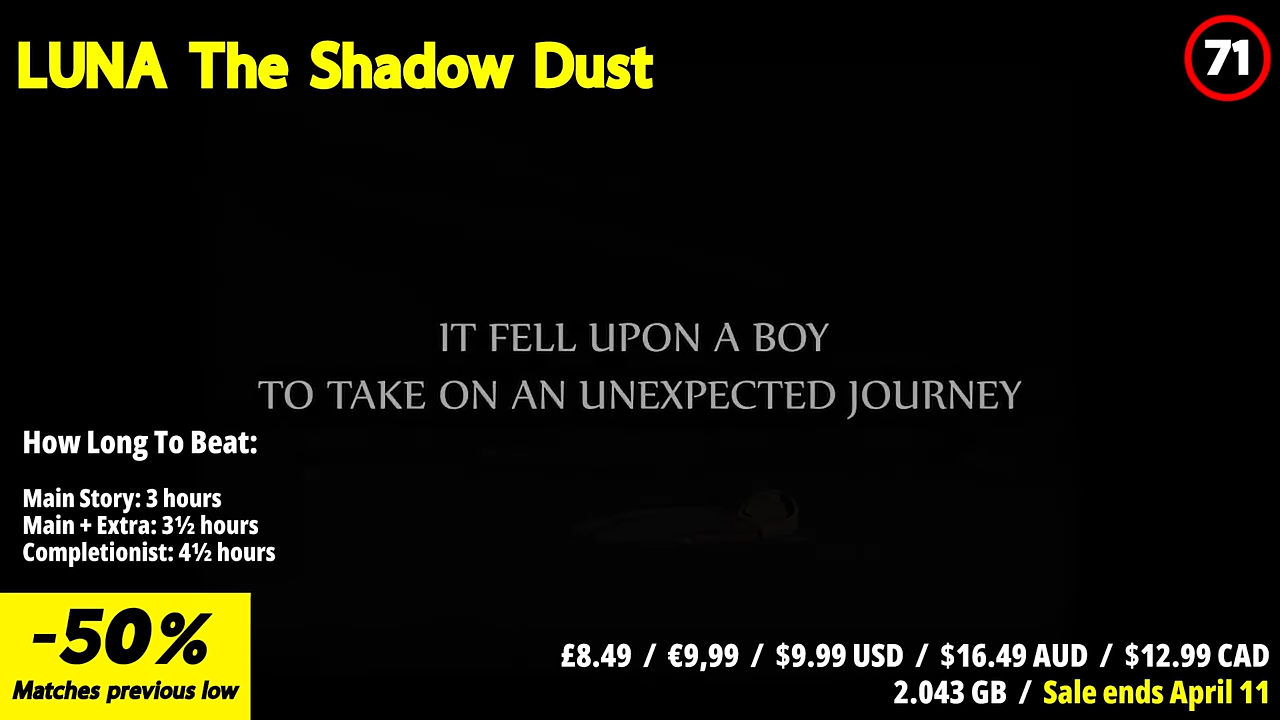 LUNA The Shadow Dust
71
IT FELL UPON A BOY
TO TAKE ON AN UNEXPECTED JOURNEY
How Long To Beat:
Main Story: 3 hours
Main + Extra: 3½ hours
Completionist: 4½ hours
-50%
Matches previous low
£8.49 / €9,99 / $9.99 USD / $16.49 AUD / $12.99 CAD
2.043 GB / Sale ends April 11